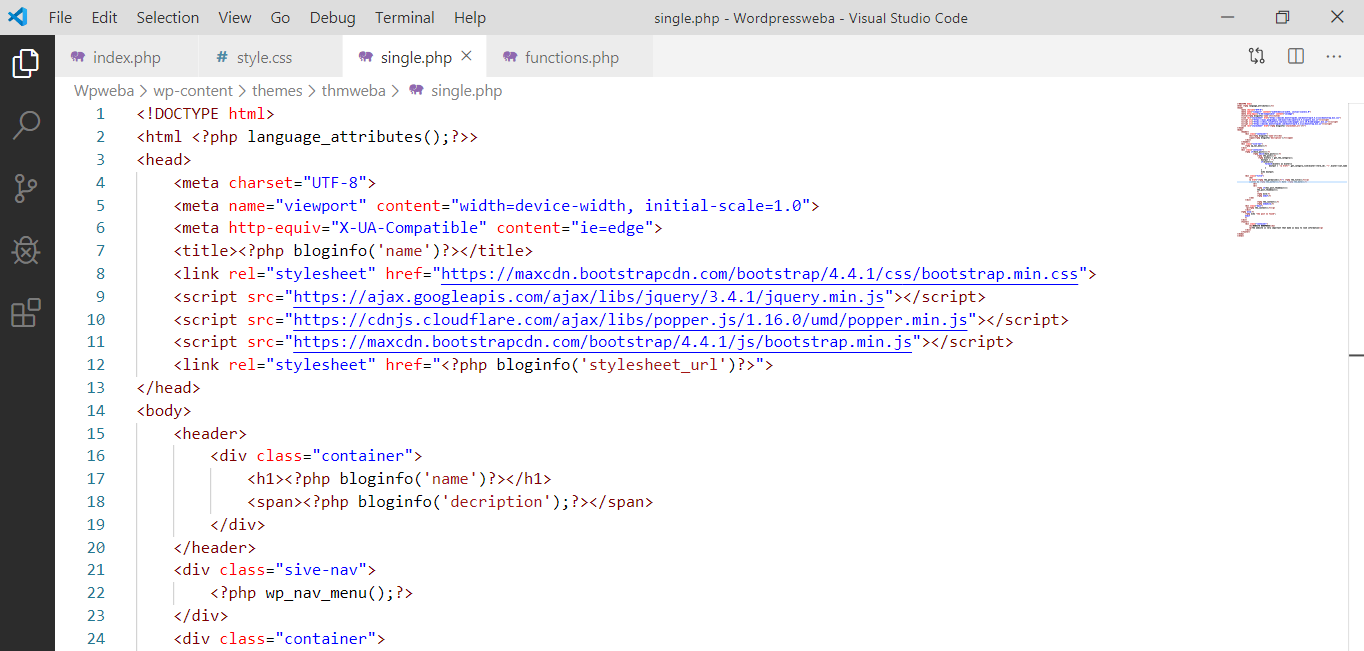 File Edit Selection View Go Debug Terminal Help single.php - Wordpressweba - Visual Studio Code
index.php # style.css single.php × functions.php ...
Wpweba > wp-content > themes > thmweba > single.php
1 <!DOCTYPE html>
2 <html <?php language_attributes();?>>
3 <head>
4 <meta charset="UTF-8">
5 <meta name="viewport" content="width=device-width, initial-scale=1.0">
6 <meta http-equiv="X-UA-Compatible" content="ie=edge">
7 <title><?php bloginfo('name')?></title>
8 <link rel="stylesheet" href="https://maxcdn.bootstrapcdn.com/bootstrap/4.4.1/css/bootstrap.min.css">
9 <script src="https://ajax.googleapis.com/ajax/libs/jquery/3.4.1/jquery.min.js"></script>
10 <script src="https://cdnjs.cloudflare.com/ajax/libs/popper.js/1.16.0/umd/popper.min.js"></script>
11 <script src="https://maxcdn.bootstrapcdn.com/bootstrap/4.4.1/js/bootstrap.min.js"></script>
12 <link rel="stylesheet" href="<?php bloginfo('stylesheet_url')?>">
13 </head>
14 <body>
15 <header>
16 <div class="container">
17 <h1><?php bloginfo('name')?></h1>
18 <span><?php bloginfo('decription');?></span>
19 </div>
20 </header>
21 <div class="sive-nav">
22 <?php wp_nav_menu();?>
23 </div>
24 <div class="container">